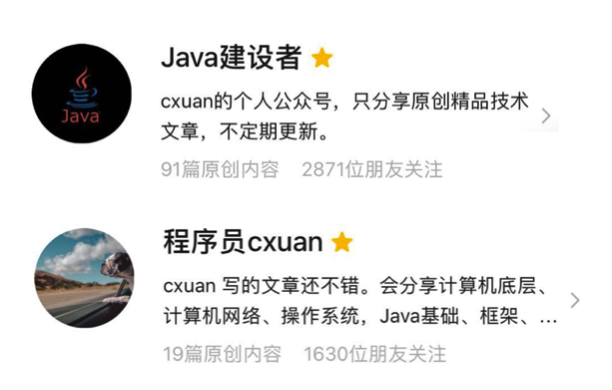 Java
Java建设者
cxuan的个人公众号，只分享原创精品技术
文章，不定期更新。
91篇原创内容 2871位朋友关注
程序员cxuan
cxuan 写的文章还不错。会分享计算机底层、
计算机网络、操作系统，Java基础、框架、...
19篇原创内容 1630位朋友关注